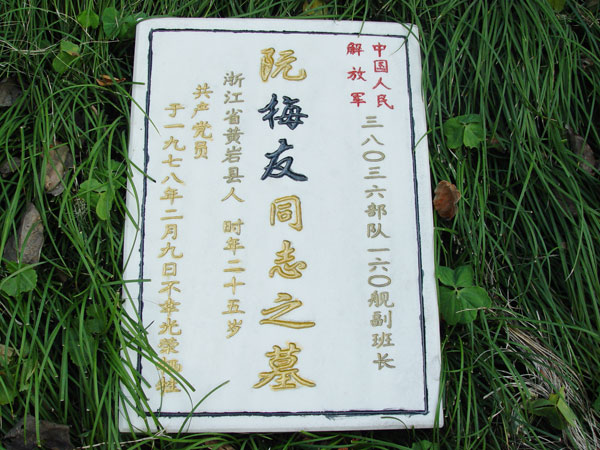 中国人民
解放军
三八〇三六部队一六〇舰副班长
阮梅友同志之墓
浙江省黄岩县人 时年二十五岁
共产党员
于一九七八年二月九日不幸光荣牺牲